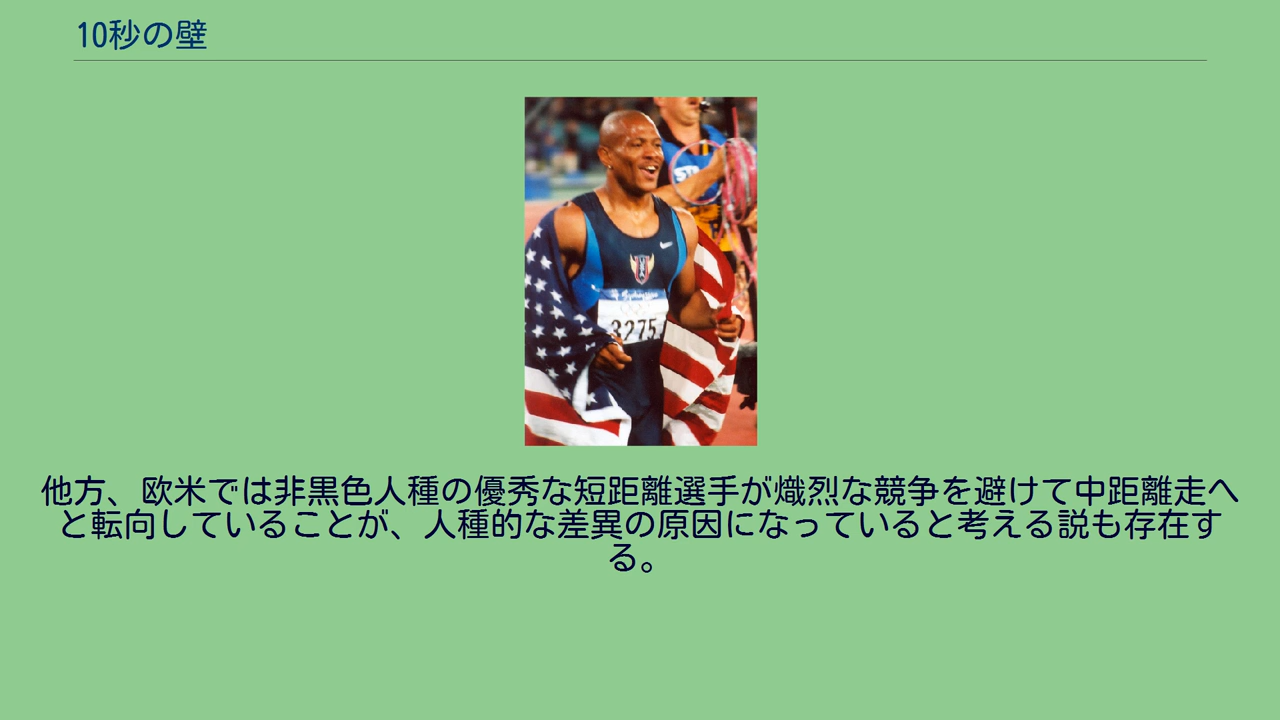 10秒の壁
STA
Sydney 2000
3275
他方、欧米では非黒色人種の優秀な短距離選手が熾烈な競争を避けて中距離走へ
と転向していることが、人種的な差異の原因になっていると考える説も存在す
る。